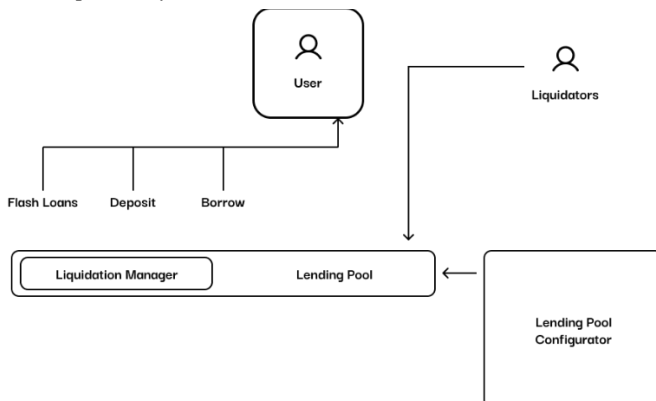 User
Liquidators
Flash Loans
Deposit
Borrow
Liquidation Manager
Lending Pool
Lending Pool
Configurator